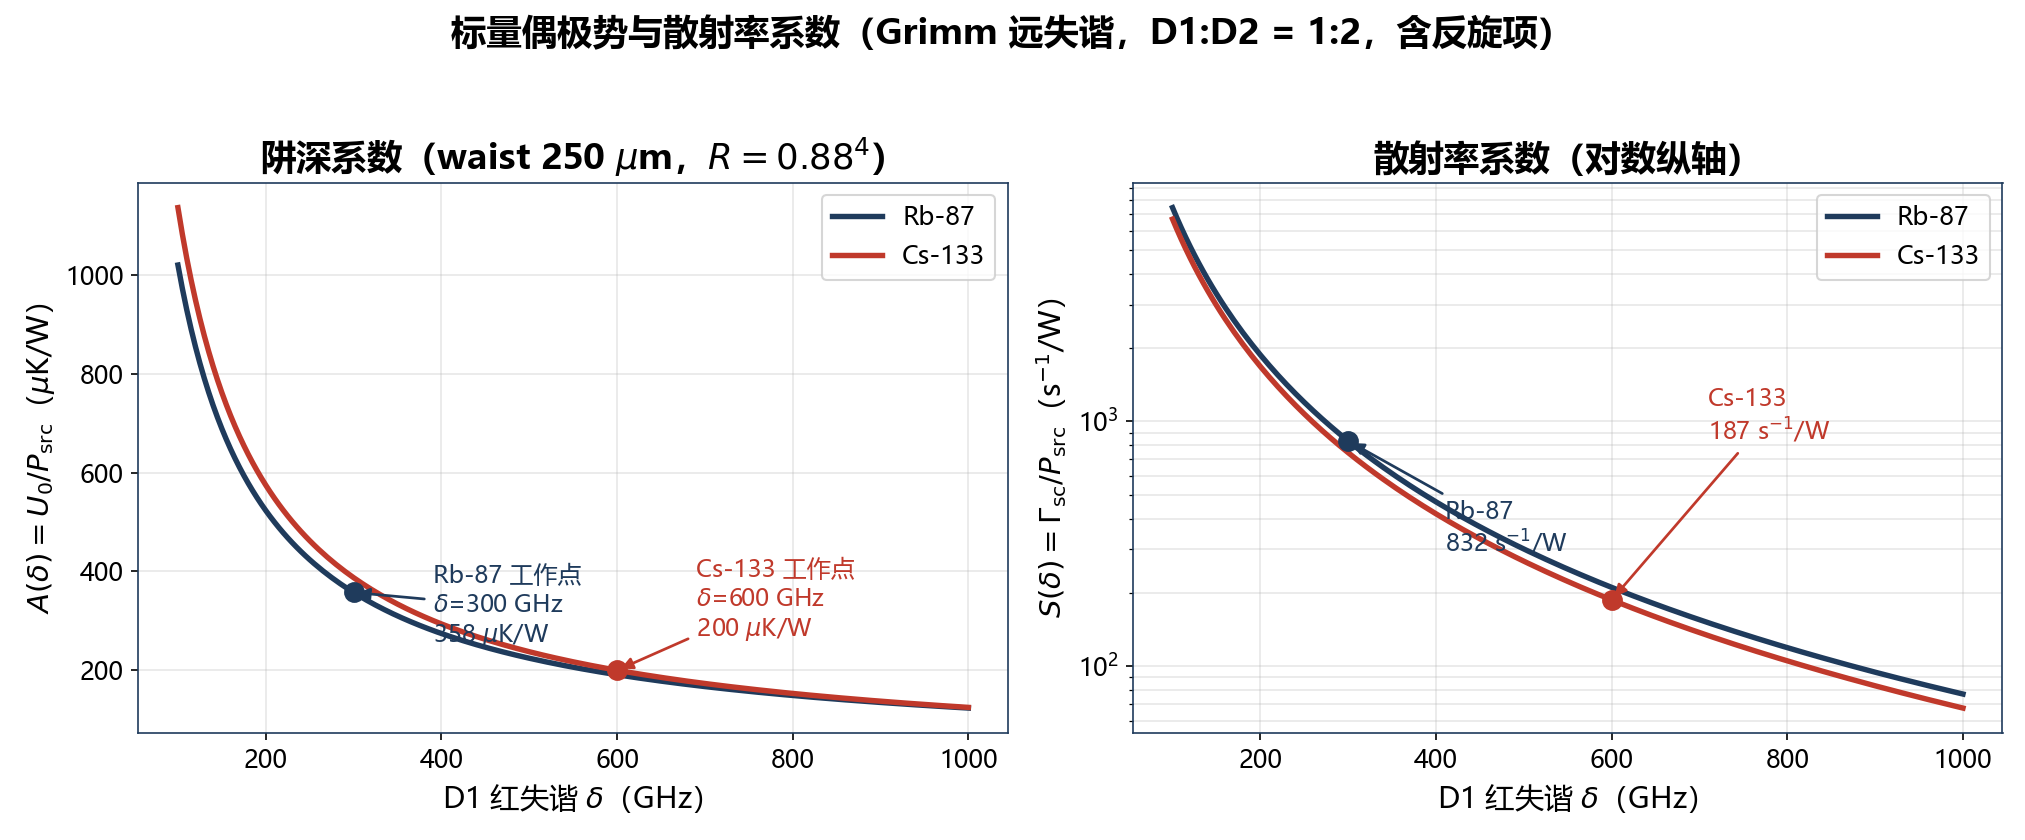 标量偶极势与散射率系数（Grimm 远失谐，D1:D2 = 1:2，含反旋项）
阱深系数（waist 250 μm，R = 0.88⁴）
A(δ) = U₀/P_src（μK/W）
1000
800
600
400
200
Rb-87
Cs-133
Rb-87 工作点
δ=300 GHz
358 μK/W
Cs-133 工作点
δ=600 GHz
200 μK/W
200
400
600
800
1000
D1 红失谐 δ（GHz）
散射率系数（对数纵轴）
S(δ) = Γ_sc/P_src（s⁻¹/W）
10³
10²
Rb-87
Cs-133
Cs-133
187 s⁻¹/W
Rb-87
832 s⁻¹/W
200
400
600
800
1000
D1 红失谐 δ（GHz）